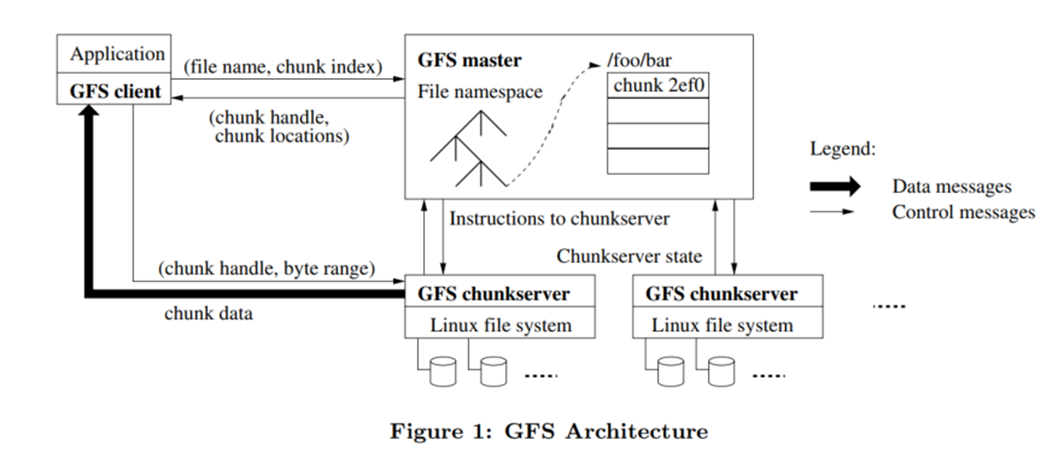 Application
GFS client
(file name, chunk index)
(chunk handle,
chunk locations)
GFS master
File namespace
/foo/bar
chunk 2ef0
Legend:
Data messages
Control messages
Instructions to chunkserver
Chunkserver state
(chunk handle, byte range)
chunk data
GFS chunkserver
Linux file system
GFS chunkserver
Linux file system
Figure 1: GFS Architecture